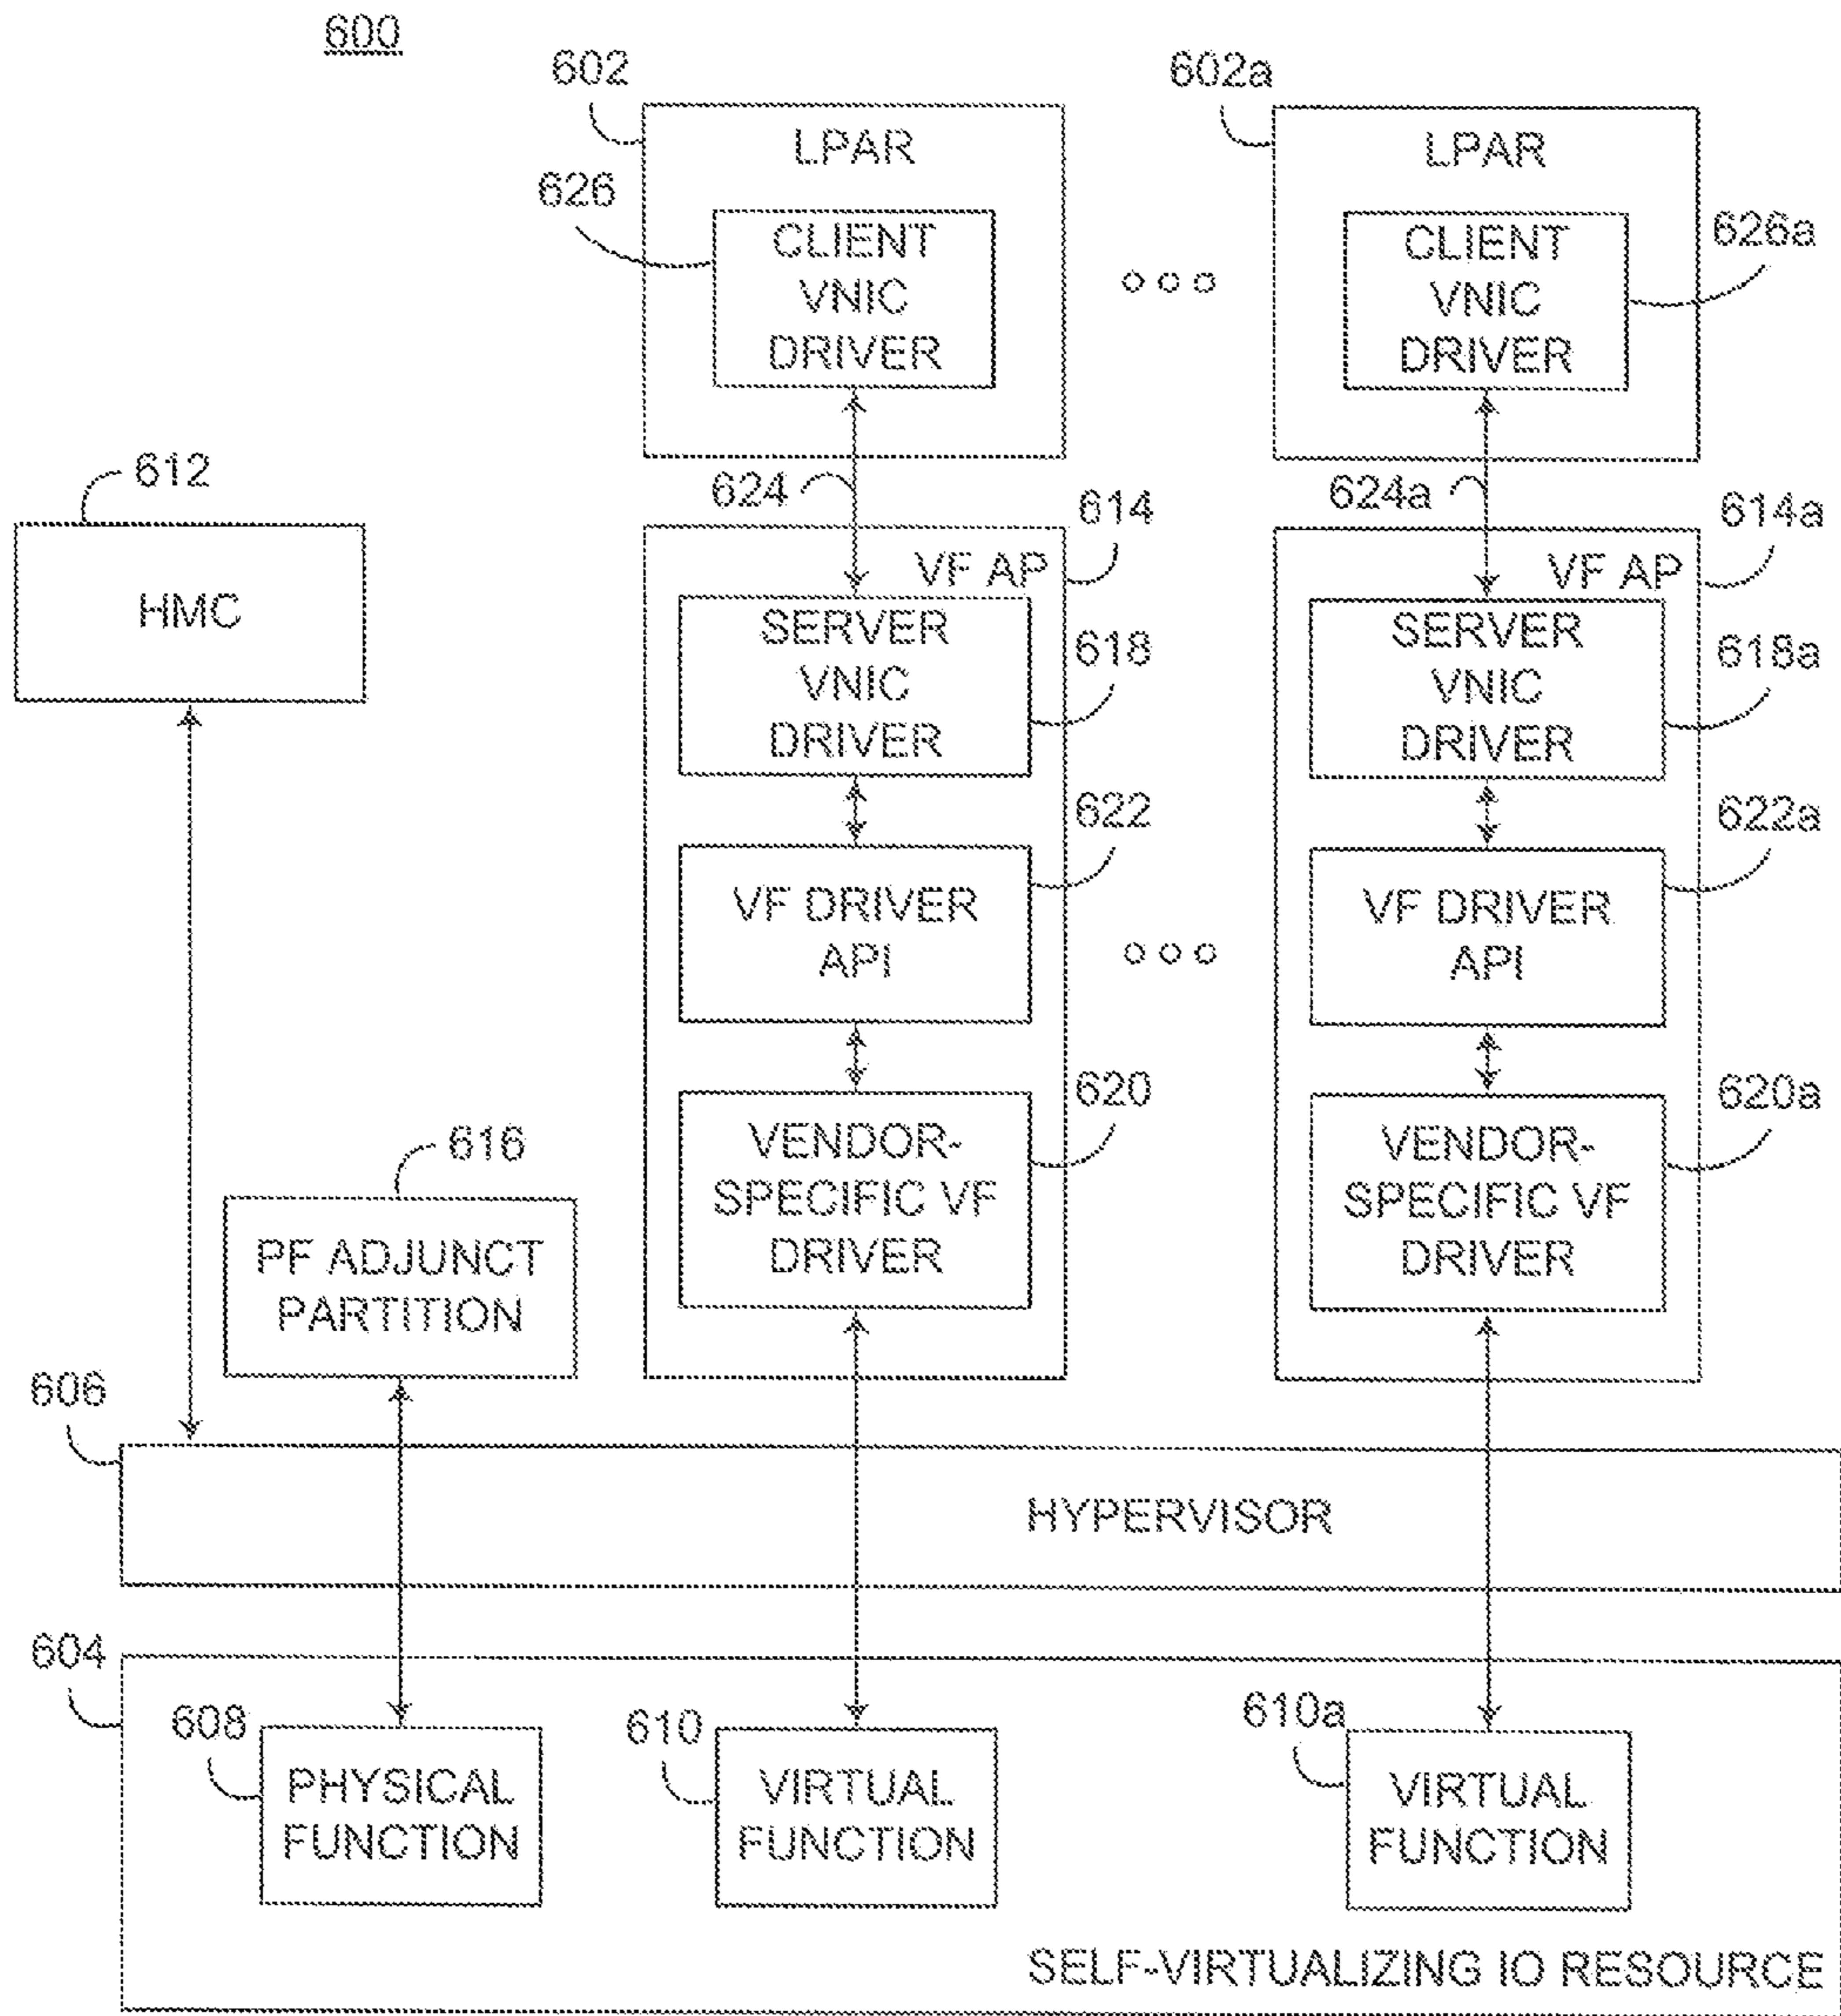 600
602
602a
LPAR
LPAR
626
CLIENT
VNIC
DRIVER
CLIENT
VNIC
DRIVER
626a
612
624
624a
614
614a
HMC
VF AP
VF AP
SERVER
VNIC
DRIVER
618
SERVER
VNIC
DRIVER
618a
622
622a
VF DRIVER
API
VF DRIVER
API
620
620a
VENDOR-
SPECIFIC VF
DRIVER
VENDOR-
SPECIFIC VF
DRIVER
616
PF ADJUNCT
PARTITION
606
HYPERVISOR
604
608
PHYSICAL
FUNCTION
610
VIRTUAL
FUNCTION
610a
VIRTUAL
FUNCTION
SELF-VIRTUALIZING IO RESOURCE